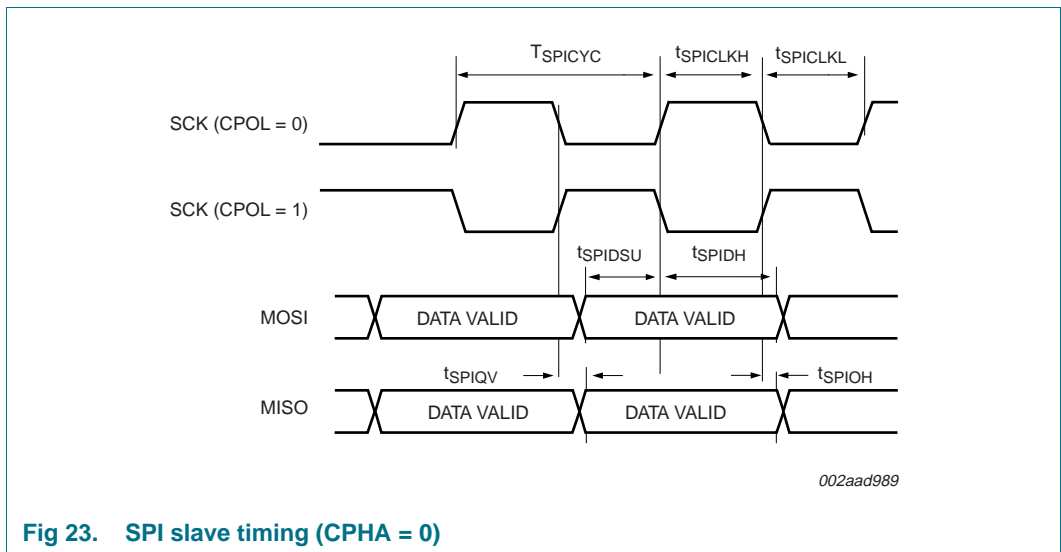 TSPICYC tSPICLKH tSPICLKL
SCK (CPOL = 0)
SCK (CPOL = 1)
tSPIDSU tSPIDH
MOSI DATA VALID DATA VALID
tSPIQV tSPIOH
MISO DATA VALID DATA VALID
002aad989
Fig 23. SPI slave timing (CPHA = 0)